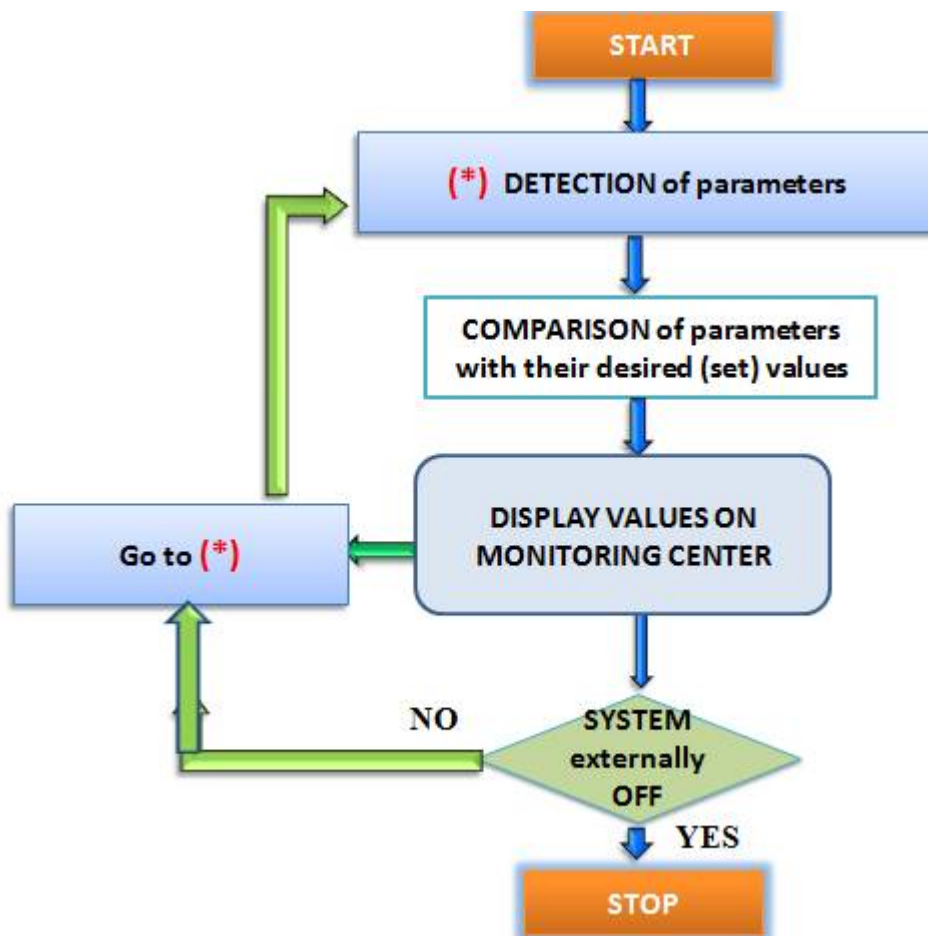 START
(*) DETECTION of parameters
COMPARISON of parameters
with their desired (set) values
DISPLAY VALUES ON
MONITORING CENTER
Go to (*)
NO
SYSTEM
externally
OFF
YES
STOP